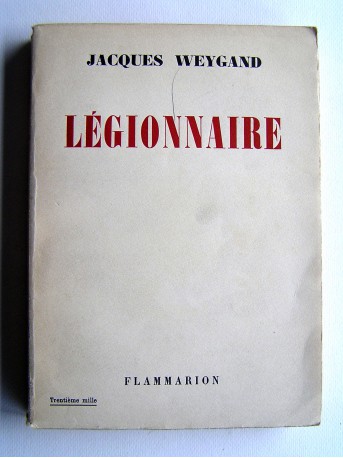 JACQUES WEYGAND
LÉGIONNAIRE
FLAMMARION
Trentième mille